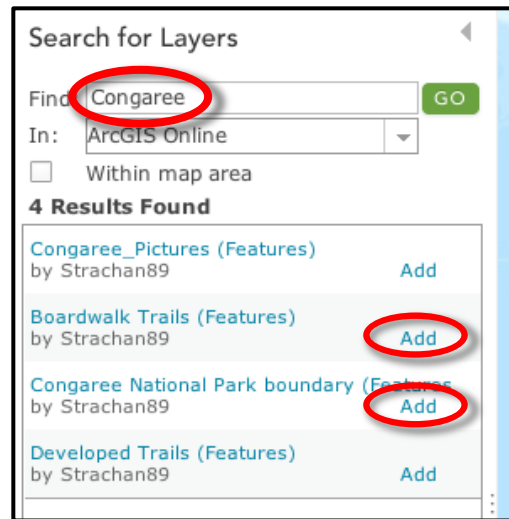 Search for Layers
Find Congaree GO
In: ArcGIS Online
Within map area
4 Results Found
Congaree_Pictures (Features)
by Strachan89 Add
Boardwalk Trails (Features)
by Strachan89 Add
Congaree National Park boundary (Features
by Strachan89 Add
Developed Trails (Features)
by Strachan89 Add